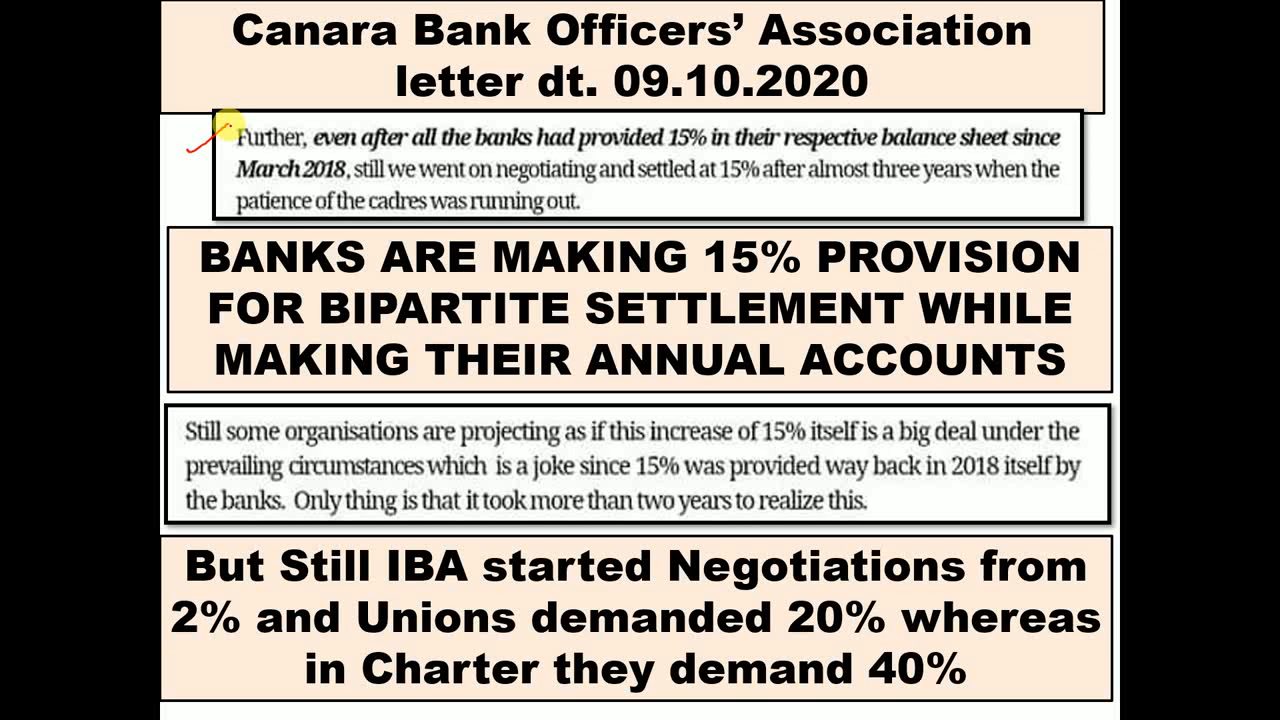 Canara Bank Officers’ Association
letter dt. 09.10.2020
Further, even after all the banks had provided 15% in their respective balance sheet since
March 2018, still we went on negotiating and settled at 15% after almost three years when the
patience of the cadres was running out.
BANKS ARE MAKING 15% PROVISION
FOR BIPARTITE SETTLEMENT WHILE
MAKING THEIR ANNUAL ACCOUNTS
Still some organisations are projecting as if this increase of 15% itself is a big deal under the
prevailing circumstances which is a joke since 15% was provided way back in 2018 itself by
the banks. Only thing is that it took more than two years to realize this.
But Still IBA started Negotiations from
2% and Unions demanded 20% whereas
in Charter they demand 40%